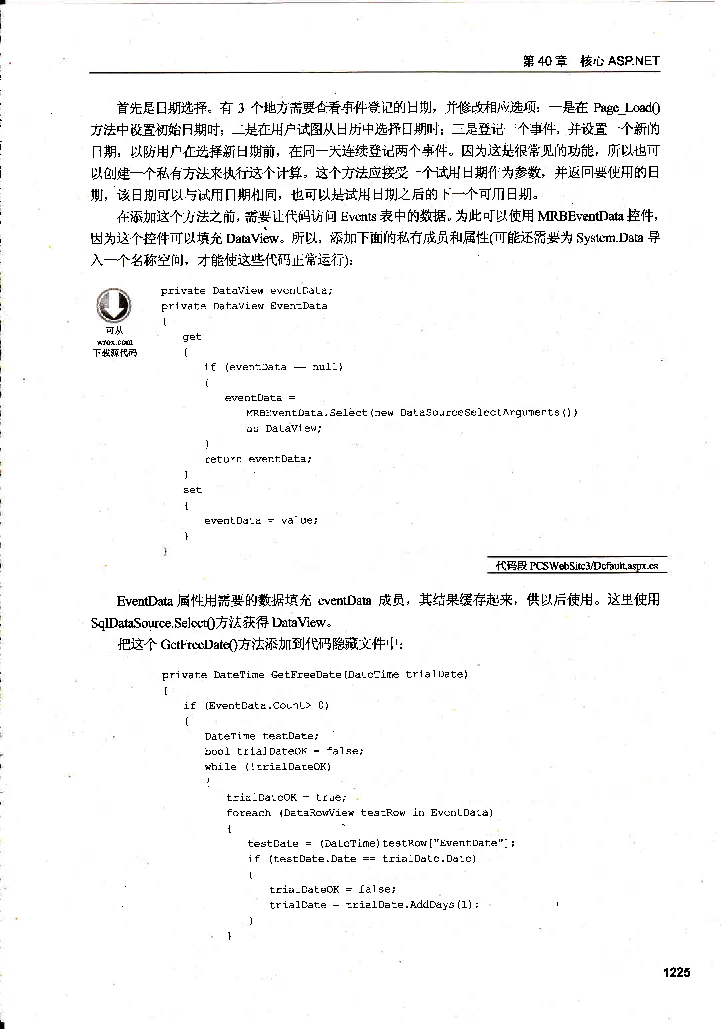 第 40 章 核心 ASP.NET
首先是日期选择。有 3 个地方需要查看事件登记的日期，并修改相应选项：一是在 Page_Load()
方法中设置初始日期时；二是在用户试图从日历中选择日期时；三是登记一个事件，并设置一个新的
日期，以防用户在选择新日期前，在同一天连续登记两个事件。因为这是很常见的功能，所以也可
以创建一个私有方法来执行这个计算。这个方法应接受一个试用日期作为参数，并返回要使用的日
期，该日期可以与试用日期相同，也可以是试用日期之后的下一个可用日期。
在添加这个方法之前，需要让代码访问 Events 表中的数据。为此可以使用 MRBEventData 控件，
因为这个控件可以填充 DataView。所以，添加下面的私有成员和属性(可能还需要为 System.Data 导
入一个名称空间，才能使这些代码正常运行)：
private DataView eventData;
private DataView EventData
{
可从
wrox.com
下载源代码
get
{
if (eventData == null)
{
eventData =
MRBEventData.Select(new DataSourceSelectArguments())
as DataView;
}
return eventData;
}
set
{
eventData = value;
}
}
代码段 PCSWebSite3/Default.aspx.cs
EventData 属性用需要的数据填充 eventData 成员，其结果缓存起来，供以后使用。这里使用
SqlDataSource.Select()方法获得 DataView。
把这个 GetFreeDate()方法添加到代码隐藏文件中：
private DateTime GetFreeDate(DateTime trialDate)
{
if (EventData.Count> 0)
{
DateTime testDate;
bool trialDateOK = false;
while (!trialDateOK)
{
trialDateOK = true;
foreach (DataRowView testRow in EventData)
{
testDate = (DateTime)testRow["EventDate"];
if (testDate.Date == trialDate.Date)
{
trialDateOK = false;
trialDate = trialDate.AddDays(1);
}
}
1225